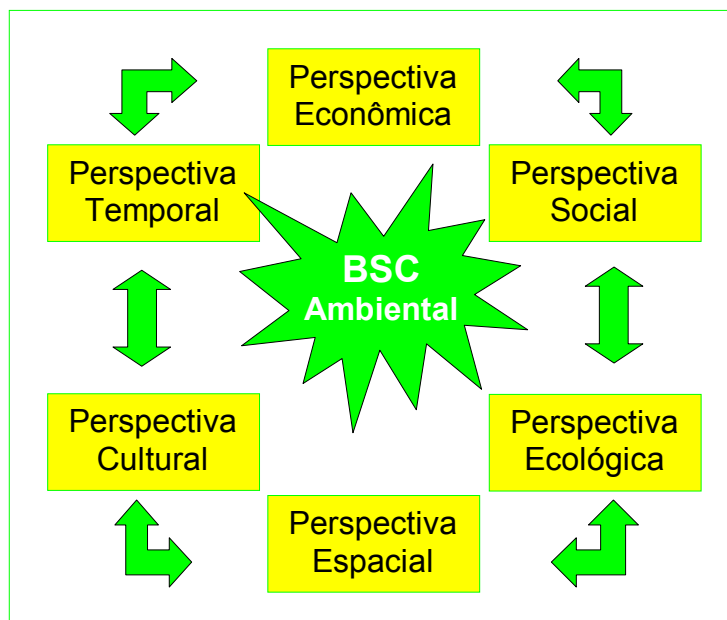 Perspectiva
Econômica
Perspectiva
Temporal
Perspectiva
Social
BSC
Ambiental
Perspectiva
Cultural
Perspectiva
Ecológica
Perspectiva
Espacial